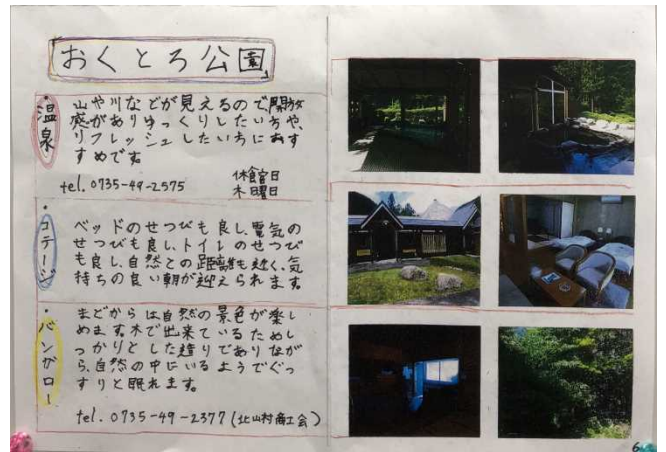 おくとろ公園
・温泉
山や川などが見えるので、開放
感がありゆっくりしたい方や、
リフレッシュしたい方におす
すめです。
tel. 0735-49-2575
休館日
木曜日
・コテージ
ベッドのせつびも良し、電気の
せつびも良し、トイレのせつび
も良し、自然との距離も近く、気
持ちの良い朝が迎えられます
・バンガロー
まどからは自然の景色が楽し
めます。木で出来ているためし
っかりとした造りでありなが
ら、自然の中にいるようでぐっ
すりと眠れます。
tel. 0735-49-2377(北山村商工会)
6